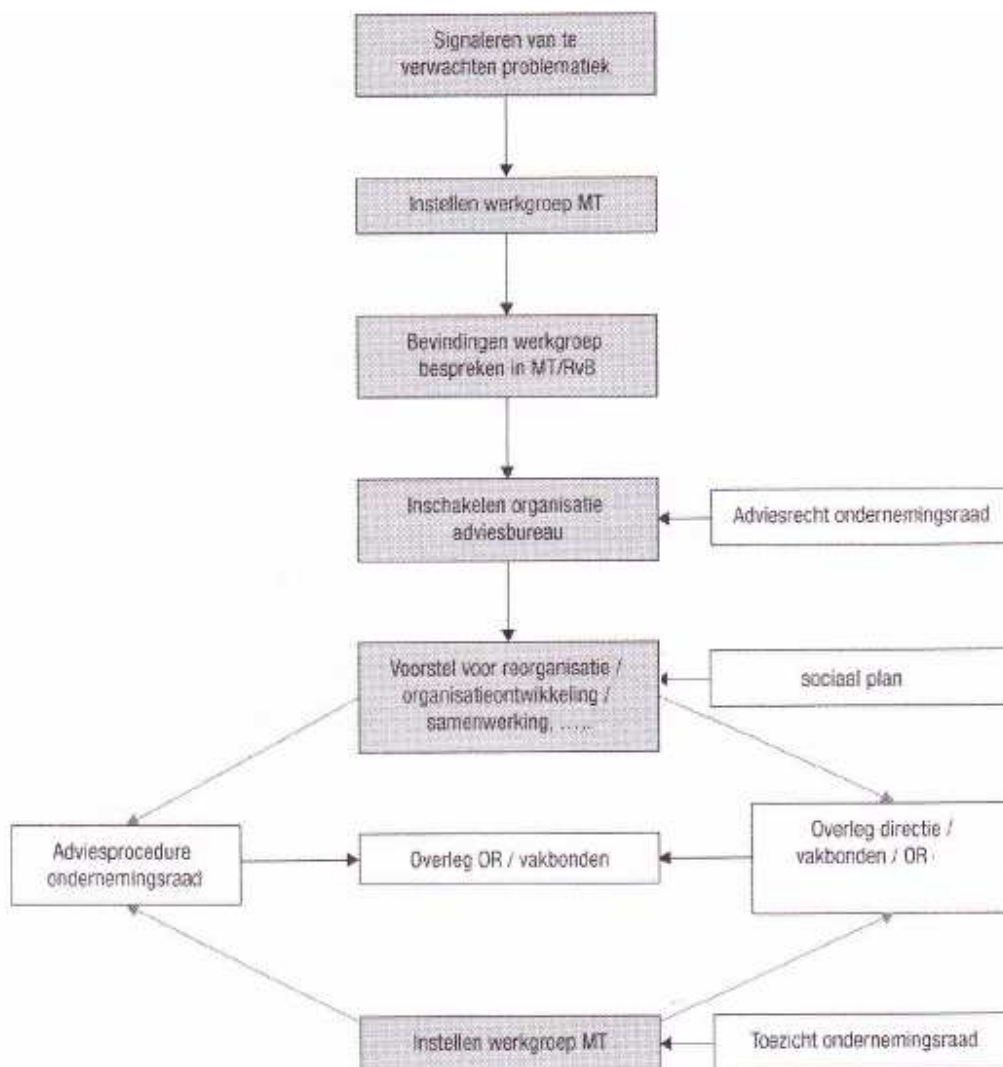 Signaleren van te
verwachten problematiek
Instellen werkgroep MT
Bevindingen werkgroep
bespreken in MT/RvB
Inschakelen organisatie
adviesbureau
Adviesrecht ondernemingsraad
Voorstel voor reorganisatie /
organisatieontwikkeling /
samenwerking, .....
sociaal plan
Adviesprocedure
ondernemingsraad
Overleg OR / vakbonden
Overleg directie /
vakbonden / OR
Instellen werkgroep MT
Toezicht ondernemingsraad